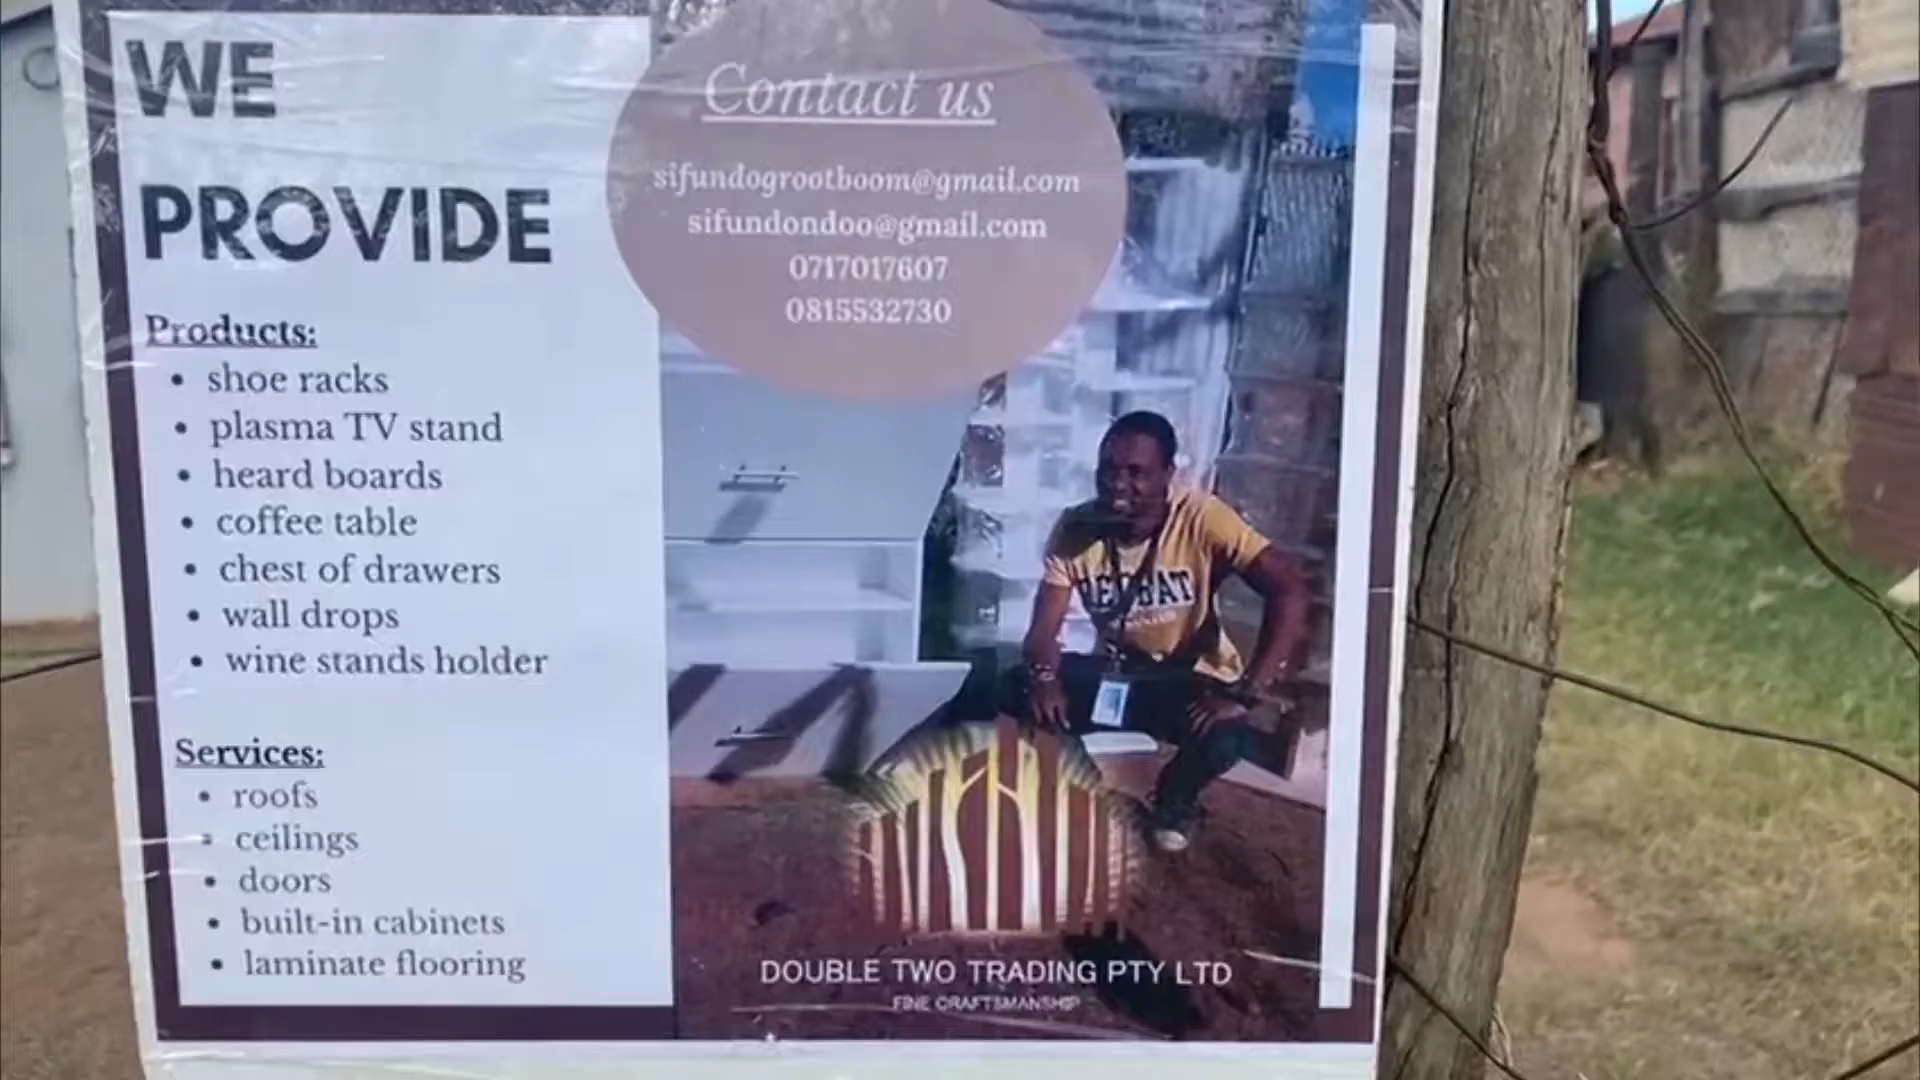 WE
PROVIDE
Products:
• shoe racks
• plasma TV stand
• heard boards
• coffee table
• chest of drawers
• wall drops
• wine stands holder
Services:
• roofs
• ceilings
• doors
• built-in cabinets
• laminate flooring
Contact us
sifundogrootboom@gmail.com
sifundondoo@gmail.com
0717017607
0815532730
REDBAT
DOUBLE TWO TRADING PTY LTD
FINE CRAFTSMANSHIP